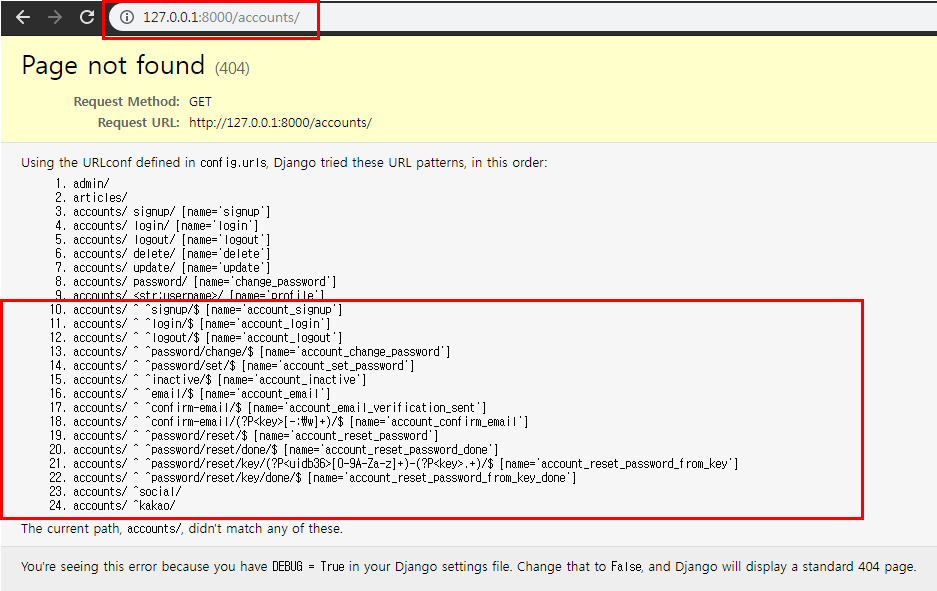 127.0.0.1:8000/accounts/
Page not found (404)
Request Method: GET
Request URL: http://127.0.0.1:8000/accounts/
Using the URLconf defined in config.urls, Django tried these URL patterns, in this order:
1. admin/
2. articles/
3. accounts/ signup/ [name='signup']
4. accounts/ login/ [name='login']
5. accounts/ logout/ [name='logout']
6. accounts/ delete/ [name='delete']
7. accounts/ update/ [name='update']
8. accounts/ password/ [name='change_password']
9. accounts/ <str:username>/ [name='profile']
10. accounts/ ^ ^signup/$ [name='account_signup']
11. accounts/ ^ ^login/$ [name='account_login']
12. accounts/ ^ ^logout/$ [name='account_logout']
13. accounts/ ^ ^password/change/$ [name='account_change_password']
14. accounts/ ^ ^password/set/$ [name='account_set_password']
15. accounts/ ^ ^inactive/$ [name='account_inactive']
16. accounts/ ^ ^email/$ [name='account_email']
17. accounts/ ^ ^confirm-email/$ [name='account_email_verification_sent']
18. accounts/ ^ ^confirm-email/(?P<key>[-:₩w]+)/$ [name='account_confirm_email']
19. accounts/ ^ ^password/reset/$ [name='account_reset_password']
20. accounts/ ^ ^password/reset/done/$ [name='account_reset_password_done']
21. accounts/ ^ ^password/reset/key/(?P<uidb36>[0-9A-Za-z]+)-(?P<key>.+)/$ [name='account_reset_password_from_key']
22. accounts/ ^ ^password/reset/key/done/$ [name='account_reset_password_from_key_done']
23. accounts/ ^social/
24. accounts/ ^kakao/
The current path, accounts/, didn't match any of these.
You're seeing this error because you have DEBUG = True in your Django settings file. Change that to False, and Django will display a standard 404 page.